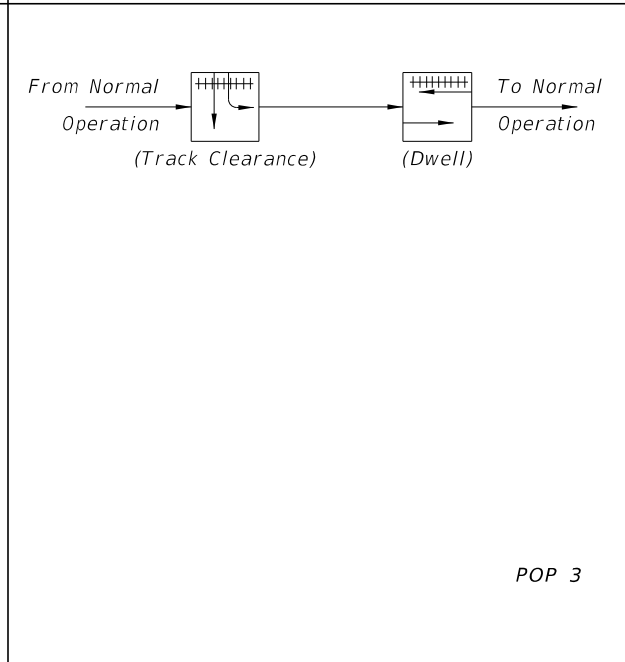 From Normal
Operation
(Track Clearance)
(Dwell)
To Normal
Operation
POP 3